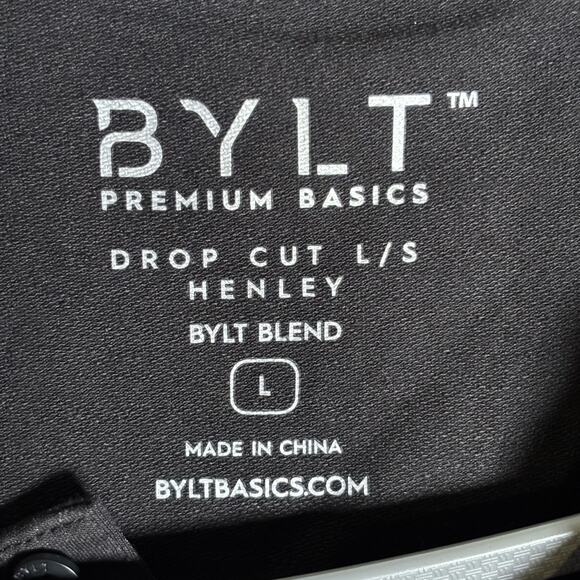 BYLT™
PREMIUM BASICS
DROP CUT L/S
HENLEY
BYLT BLEND
L
MADE IN CHINA
BYLTBASICS.COM